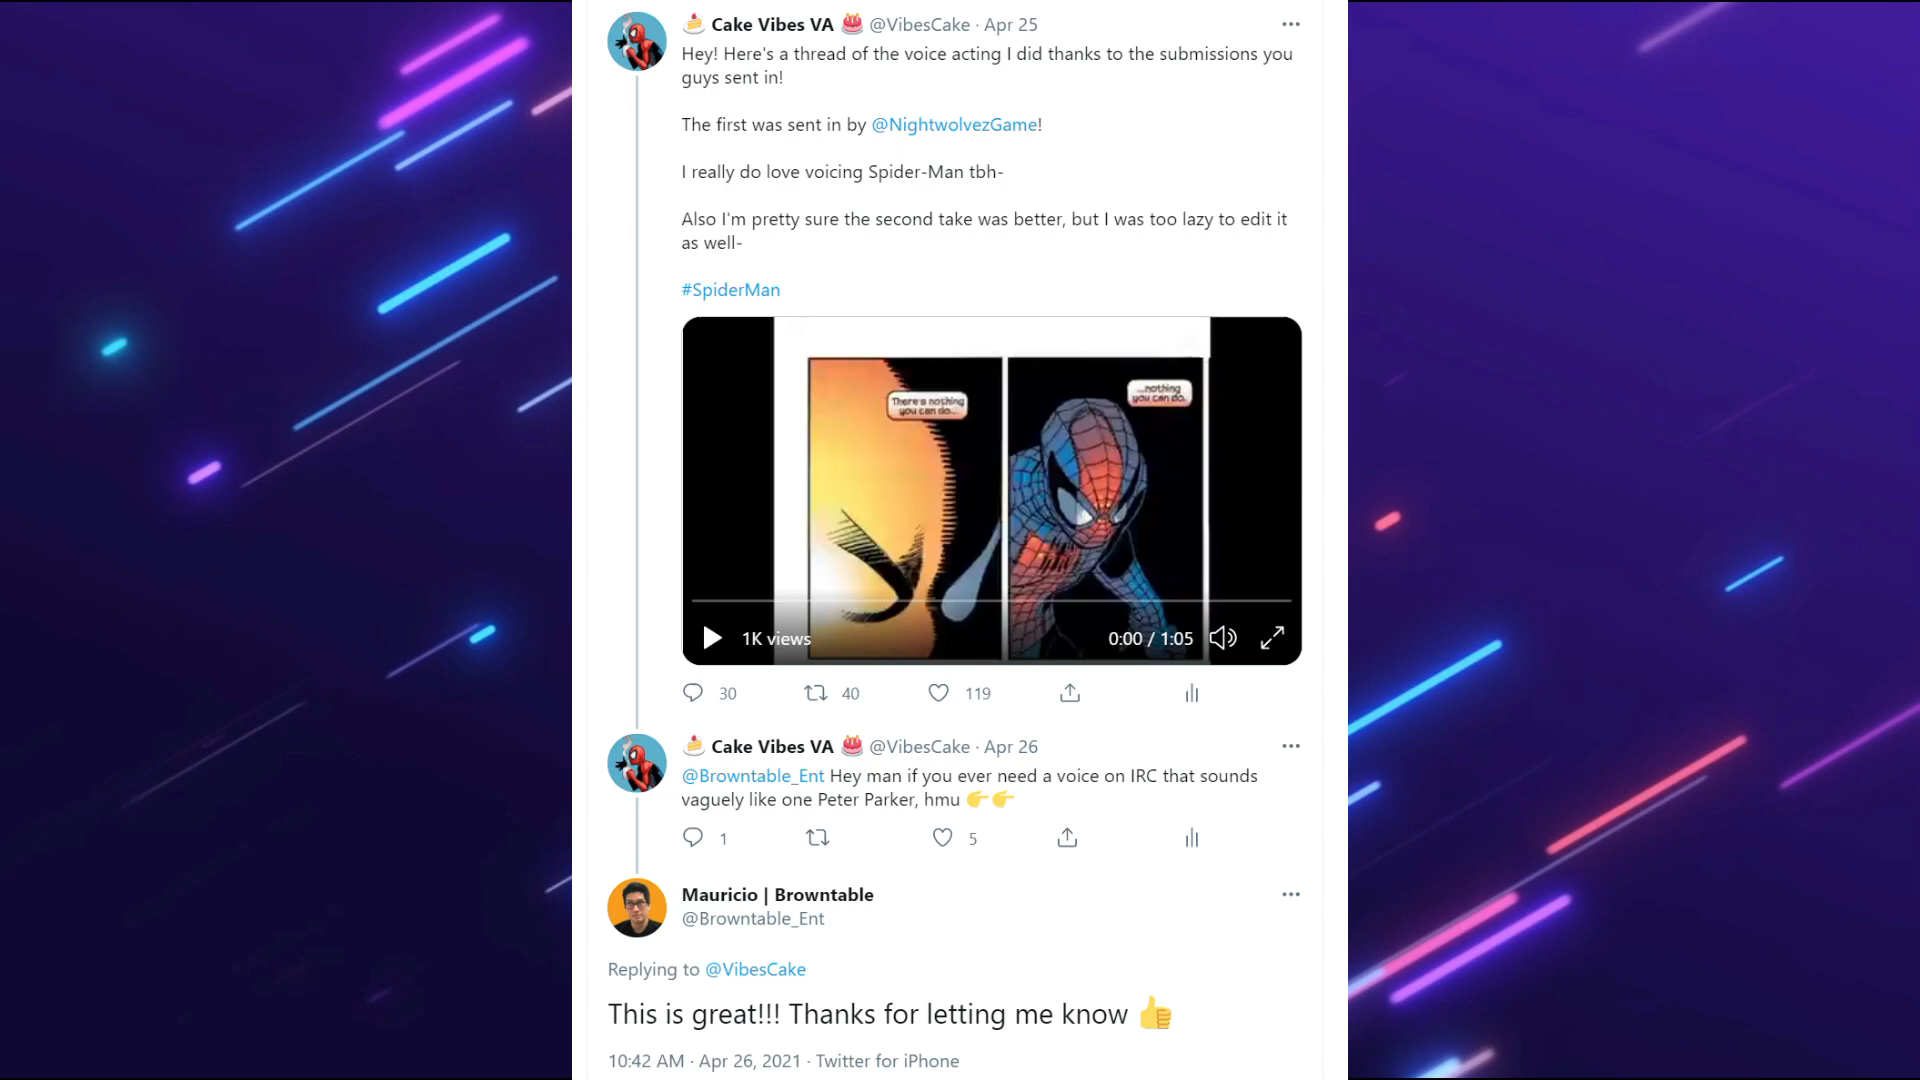 🍰 Cake Vibes VA 🎂 @VibesCake · Apr 25
Hey! Here's a thread of the voice acting I did thanks to the submissions you
guys sent in!
The first was sent in by @NightwolvezGame!
I really do love voicing Spider-Man tbh-
Also I'm pretty sure the second take was better, but I was too lazy to edit it
as well-
#SpiderMan
There's nothing
you can do...
...nothing
you can do.
1K views
0:00 / 1:05
30 40 119
🍰 Cake Vibes VA 🎂 @VibesCake · Apr 26
@Browntable_Ent Hey man if you ever need a voice on IRC that sounds
vaguely like one Peter Parker, hmu 👉👉
1 5
Mauricio | Browntable
@Browntable_Ent
Replying to @VibesCake
This is great!!! Thanks for letting me know 👍
10:42 AM · Apr 26, 2021 · Twitter for iPhone